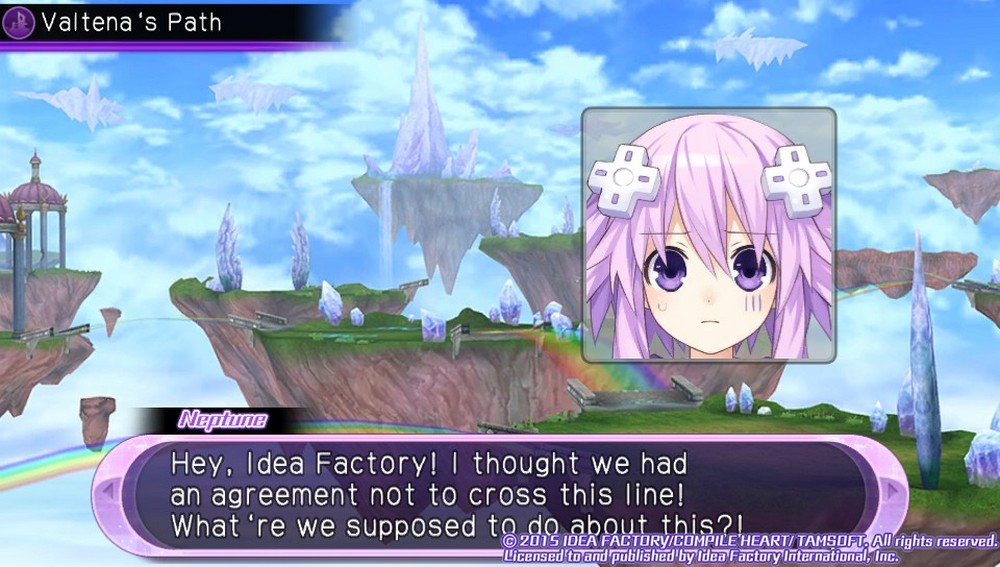 Valtena's Path
Neptune
Hey, Idea Factory! I thought we had
an agreement not to cross this line!
What 're we supposed to do about this?!
© 2015 IDEA FACTORY/COMPILE HEART/ TAMSOFT. All rights reserved.
Licensed to and published by Idea Factory International, Inc.